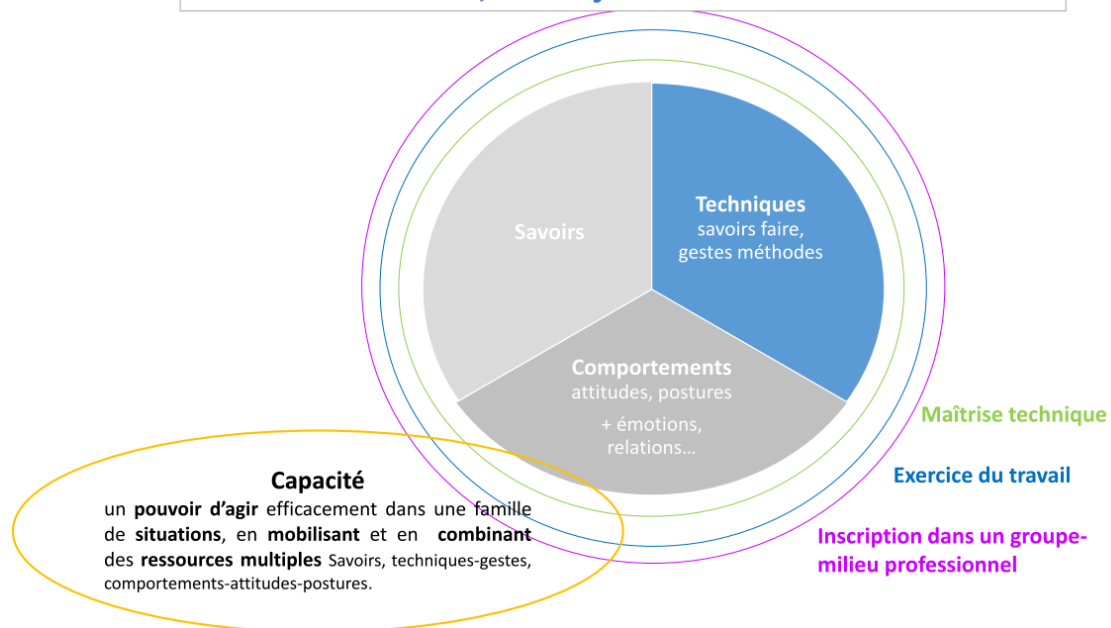 Techniques
savoirs faire,
gestes méthodes
Savoirs
Comportements
attitudes, postures
+ émotions,
relations...
Maîtrise technique
Exercice du travail
Inscription dans un groupe-
milieu professionnel
Capacité
un pouvoir d’agir efficacement dans une famille
de situations, en mobilisant et en combinant
des ressources multiples Savoirs, techniques-gestes,
comportements-attitudes-postures.